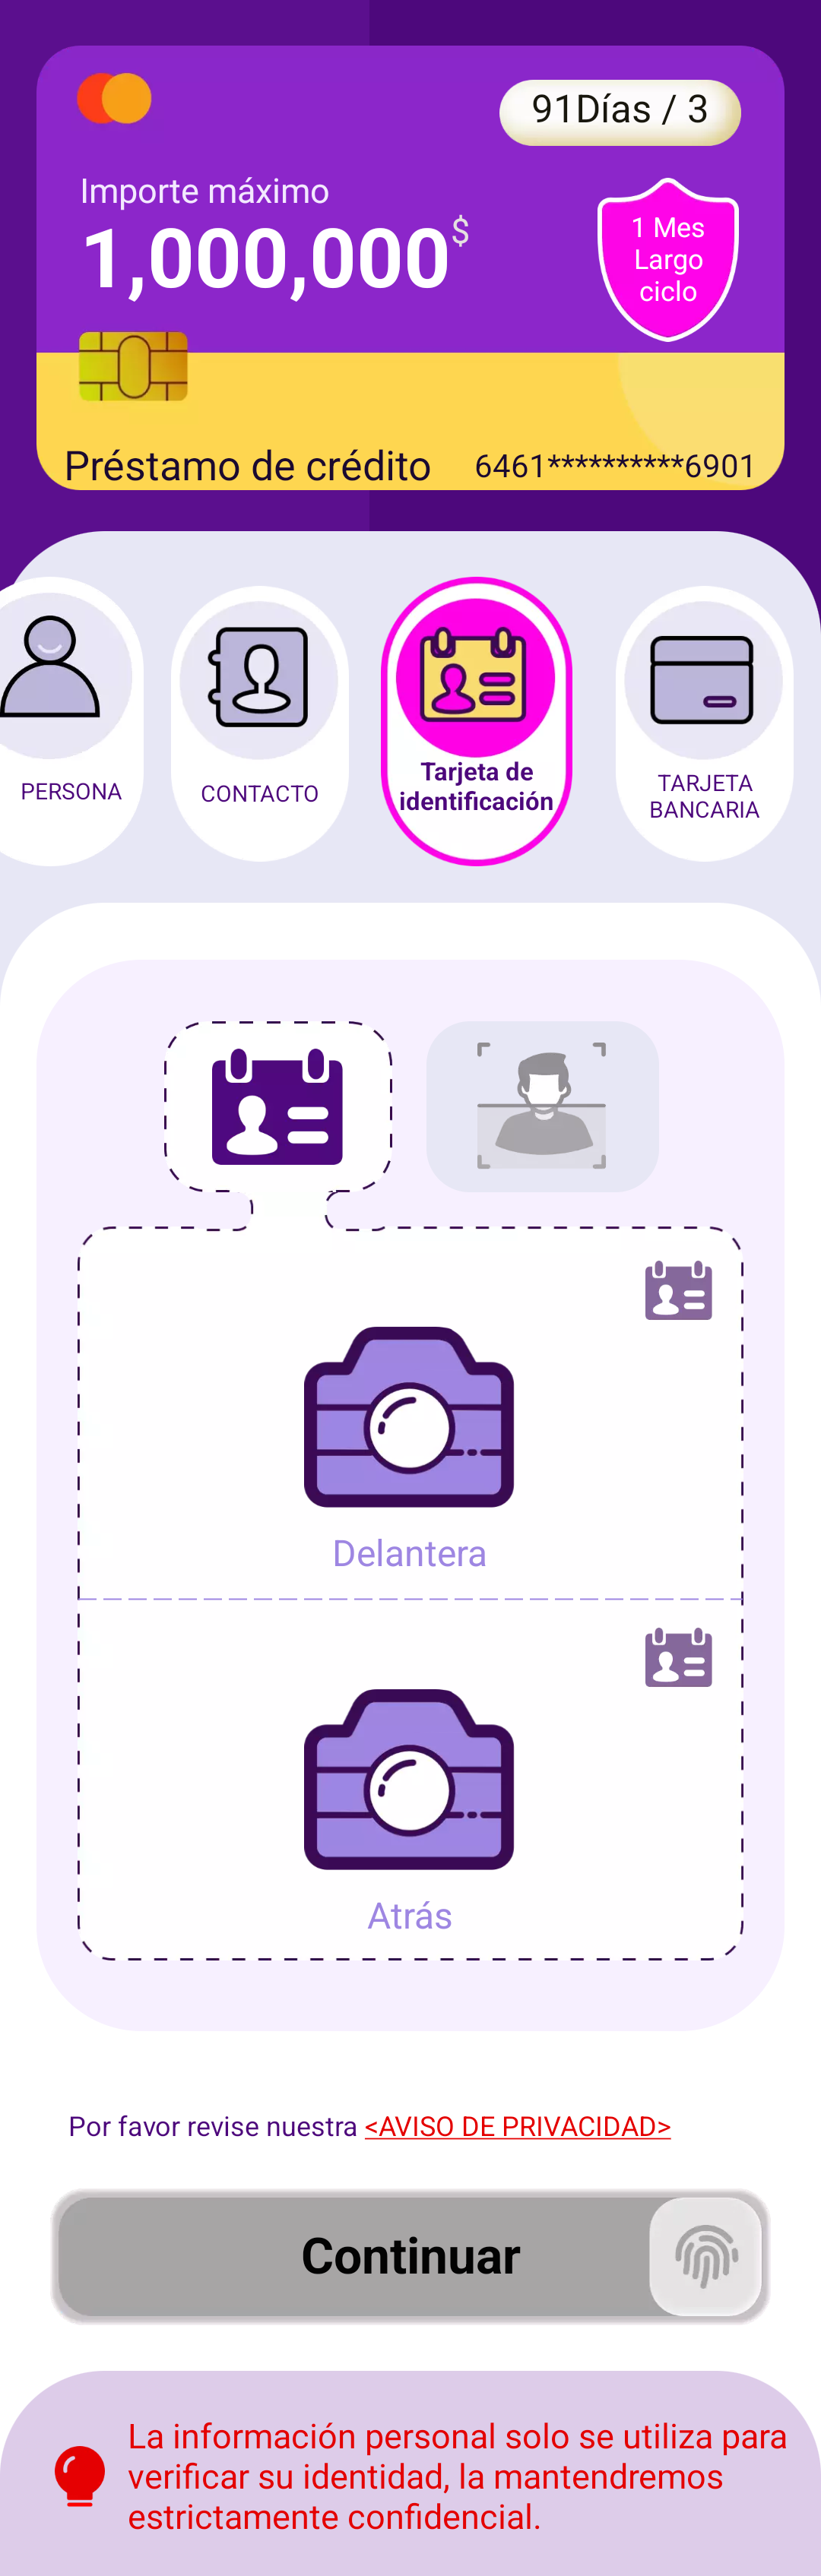 91Días / 3
Importe máximo
1,000,000$
1 Mes
Largo
ciclo
Préstamo de crédito
6461**********6901
PERSONA
CONTACTO
Tarjeta de
identificación
TARJETA
BANCARIA
Delantera
Atrás
Por favor revise nuestra <AVISO DE PRIVACIDAD>
Continuar
La información personal solo se utiliza para
verificar su identidad, la mantendremos
estrictamente confidencial.